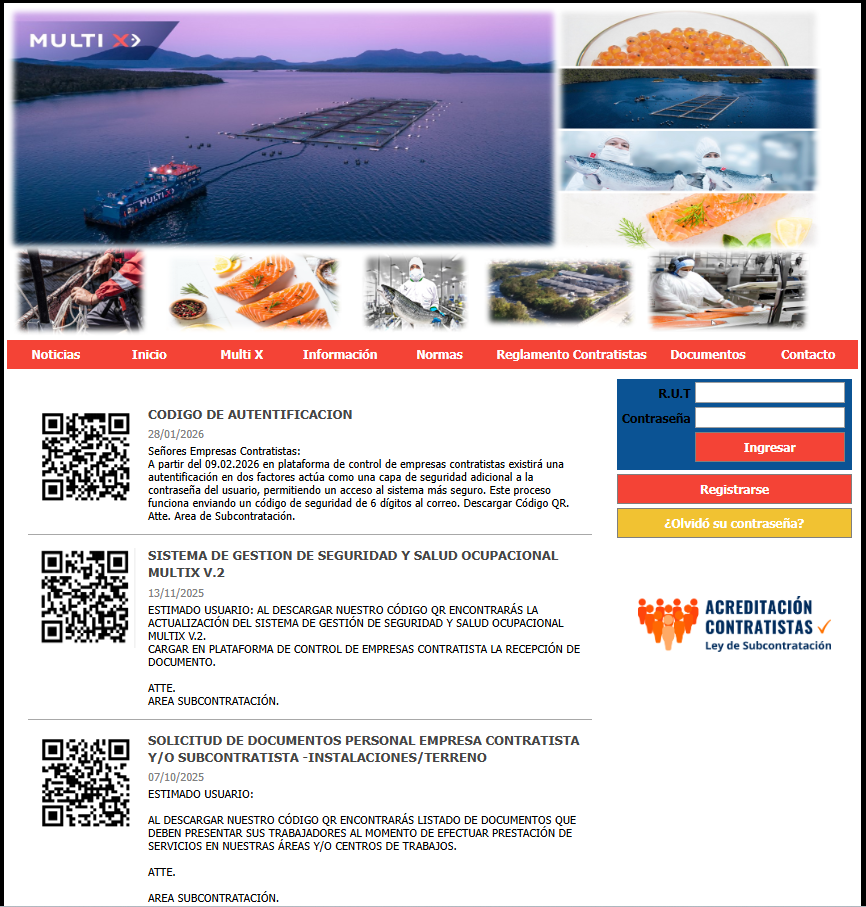 MULTI X
MULTI X
Noticias Inicio Multi X Información Normas Reglamento Contratistas Documentos Contacto
CODIGO DE AUTENTIFICACION
28/01/2026
Señores Empresas Contratistas:
A partir del 09.02.2026 en plataforma de control de empresas contratistas existirá una
autentificación en dos factores actúa como una capa de seguridad adicional a la
contraseña del usuario, permitiendo un acceso al sistema más seguro. Este proceso
funciona enviando un código de seguridad de 6 dígitos al correo. Descargar Código QR.
Atte. Area de Subcontratación.
SISTEMA DE GESTION DE SEGURIDAD Y SALUD OCUPACIONAL
MULTIX V.2
13/11/2025
ESTIMADO USUARIO: AL DESCARGAR NUESTRO CÓDIGO QR ENCONTRARÁS LA
ACTUALIZACIÓN DEL SISTEMA DE GESTIÓN DE SEGURIDAD Y SALUD OCUPACIONAL
MULTIX V.2.
CARGAR EN PLATAFORMA DE CONTROL DE EMPRESAS CONTRATISTA LA RECEPCIÓN DE
DOCUMENTO.
ATTE.
AREA SUBCONTRATACIÓN.
SOLICITUD DE DOCUMENTOS PERSONAL EMPRESA CONTRATISTA
Y/O SUBCONTRATISTA -INSTALACIONES/TERRENO
07/10/2025
ESTIMADO USUARIO:
AL DESCARGAR NUESTRO CÓDIGO QR ENCONTRARÁS LISTADO DE DOCUMENTOS QUE
DEBEN PRESENTAR SUS TRABAJADORES AL MOMENTO DE EFECTUAR PRESTACIÓN DE
SERVICIOS EN NUESTRAS ÁREAS Y/O CENTROS DE TRABAJOS.
ATTE.
AREA SUBCONTRATACIÓN.
R.U.T
Contraseña
Ingresar
Registrarse
¿Olvidó su contraseña?
ACREDITACIÓN
CONTRATISTAS
Ley de Subcontratación